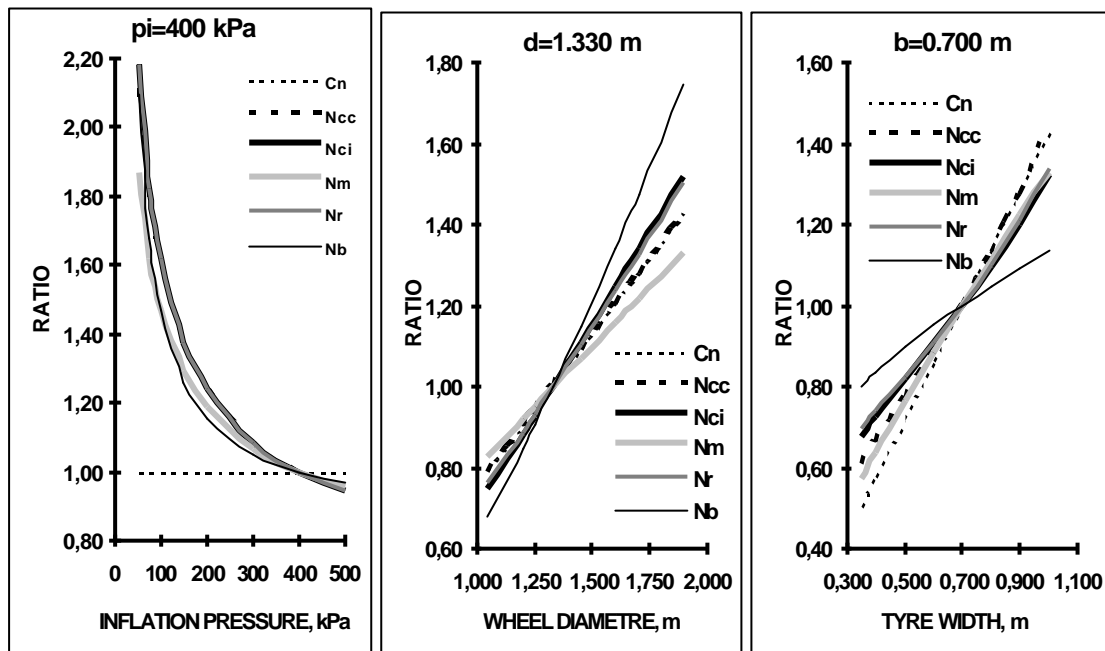 pi=400 kPa
2,20
2,00
1,80
1,60
1,40
1,20
1,00
0,80
RATIO
Cn
Ncc
Nci
Nm
Nr
Nb
0 100 200 300 400 500
INFLATION PRESSURE, kPa
d=1.330 m
1,80
1,60
1,40
1,20
1,00
0,80
0,60
RATIO
Cn
Ncc
Nci
Nm
Nr
Nb
1,000 1,250 1,500 1,750 2,000
WHEEL DIAMETRE, m
b=0.700 m
1,60
1,40
1,20
1,00
0,80
0,60
0,40
RATIO
Cn
Ncc
Nci
Nm
Nr
Nb
0,300 0,500 0,700 0,900 1,100
TYRE WIDTH, m